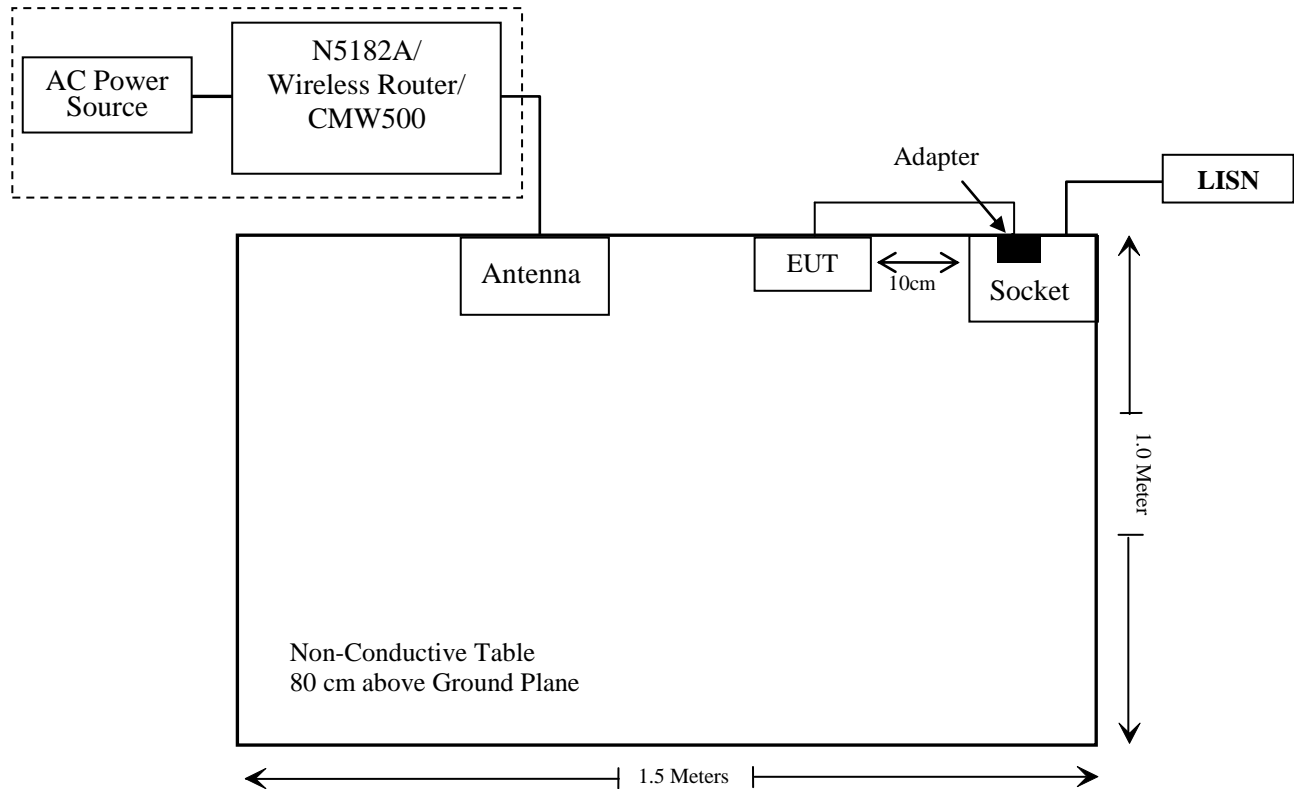 AC Power
Source
N5182A/
Wireless Router/
CMW500
Adapter
LISN
Antenna
EUT
10cm
Socket
1.0 Meter
Non-Conductive Table
80 cm above Ground Plane
1.5 Meters